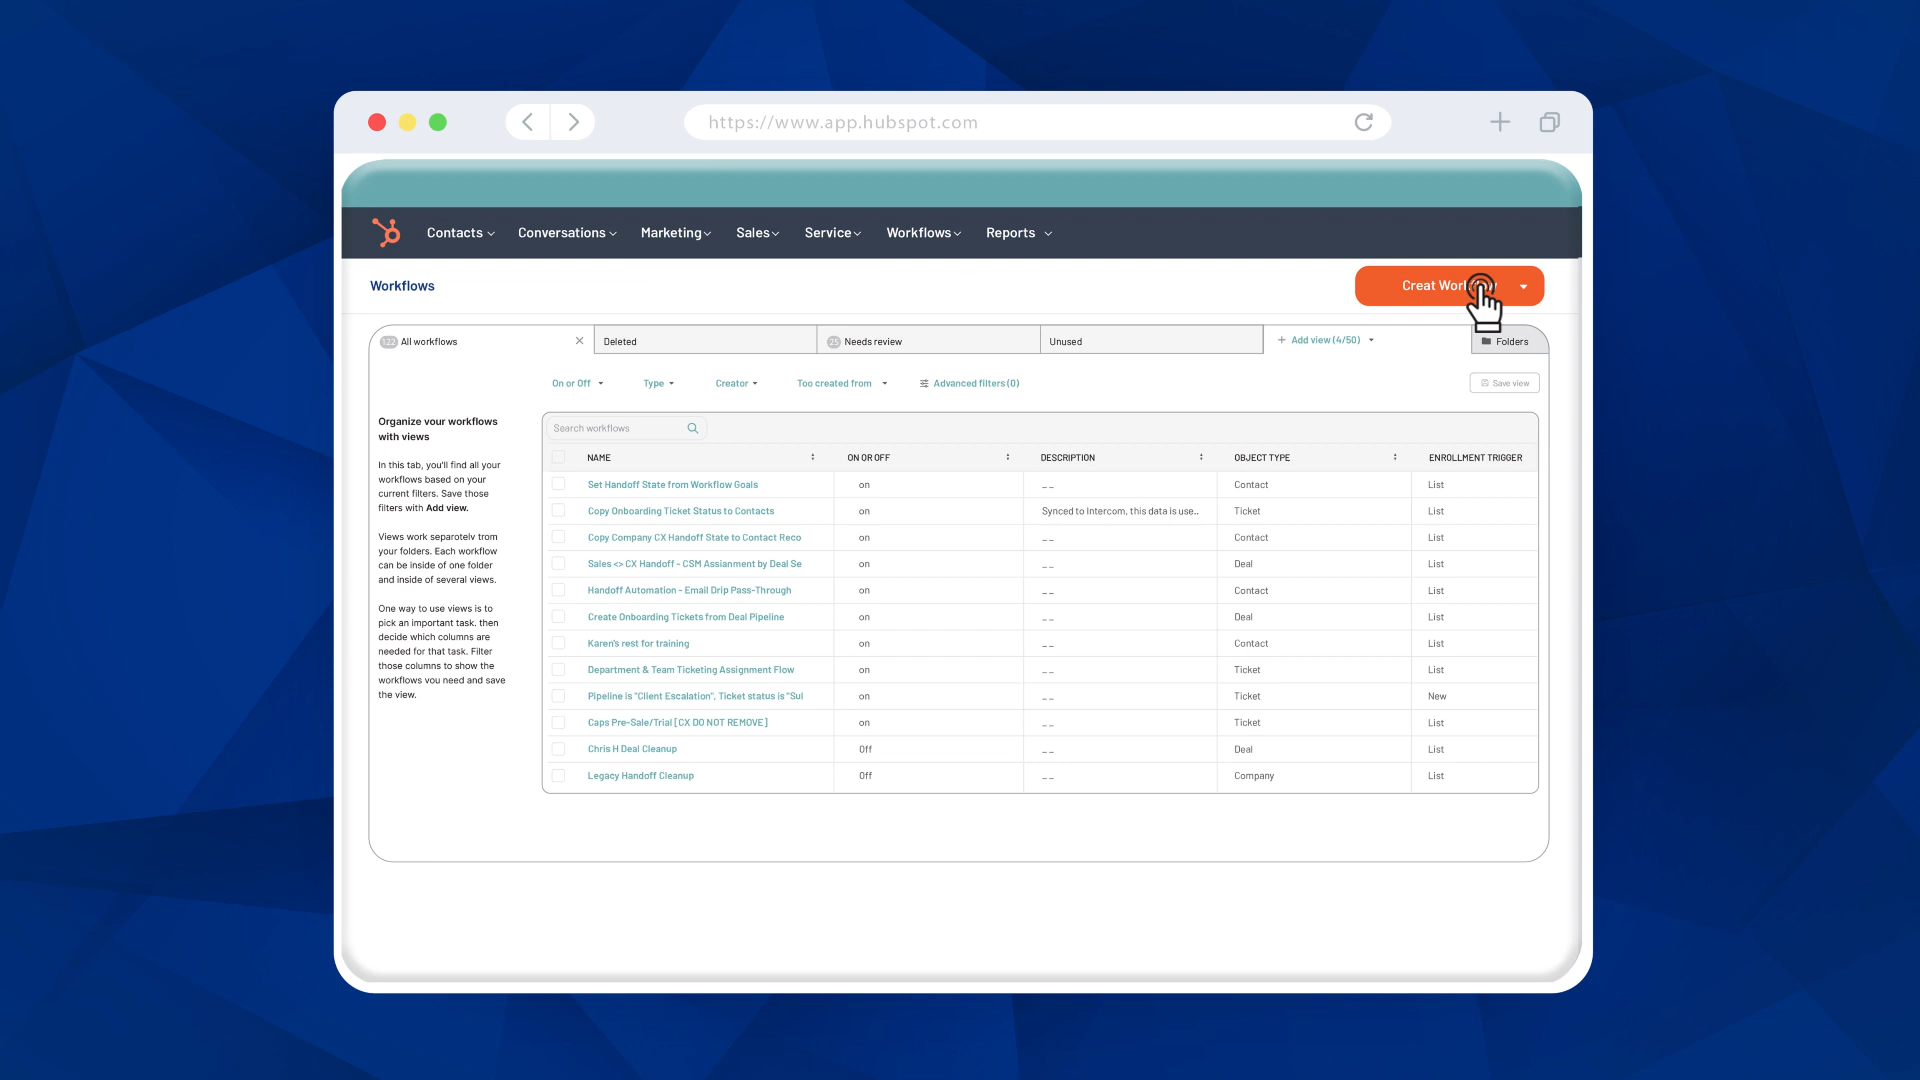 https://www.app.hubspot.com
Contacts Conversations Marketing Sales Service Workflows Reports
Workflows
Creat Workflow
122 All workflows
Deleted
25 Needs review
Unused
Add view (4/50)
Folders
On or Off
Type
Creator
Too created from
Advanced filters (0)
Save view
Organize vour workflows
with views
In this tab, you'll find all your
workflows based on your
current filters. Save those
filters with Add view.
Views work separotelv trom
your folders. Each workflow
can be inside of one folder
and inside of several views.
One way to use views is to
pick an important task. then
decide which columns are
needed for that task. Filter
those columns to show the
workflows vou need and save
the view.
Search workflows
NAME ON OR OFF DESCRIPTION OBJECT TYPE ENROLLMENT TRIGGER
Set Handoff State from Workflow Goals on _ _ Contact List
Copy Onboarding Ticket Status to Contacts on Synced to Intercom, this data is use.. Ticket List
Copy Company CX Handoff State to Contact Reco on _ _ Contact List
Sales <> CX Handoff - CSM Assianment by Deal Se on _ _ Deal List
Handoff Automation - Email Drip Pass-Through on _ _ Contact List
Create Onboarding Tickets from Deal Pipeline on _ _ Deal List
Karen's rest for training on _ _ Contact List
Department & Team Ticketing Assignment Flow on _ _ Ticket List
Pipeline is "Client Escalation", Ticket status is "Sul on _ _ Ticket New
Caps Pre-Sale/Trial [CX DO NOT REMOVE] on _ _ Ticket List
Chris H Deal Cleanup Off _ _ Deal List
Legacy Handoff Cleanup Off _ _ Company List